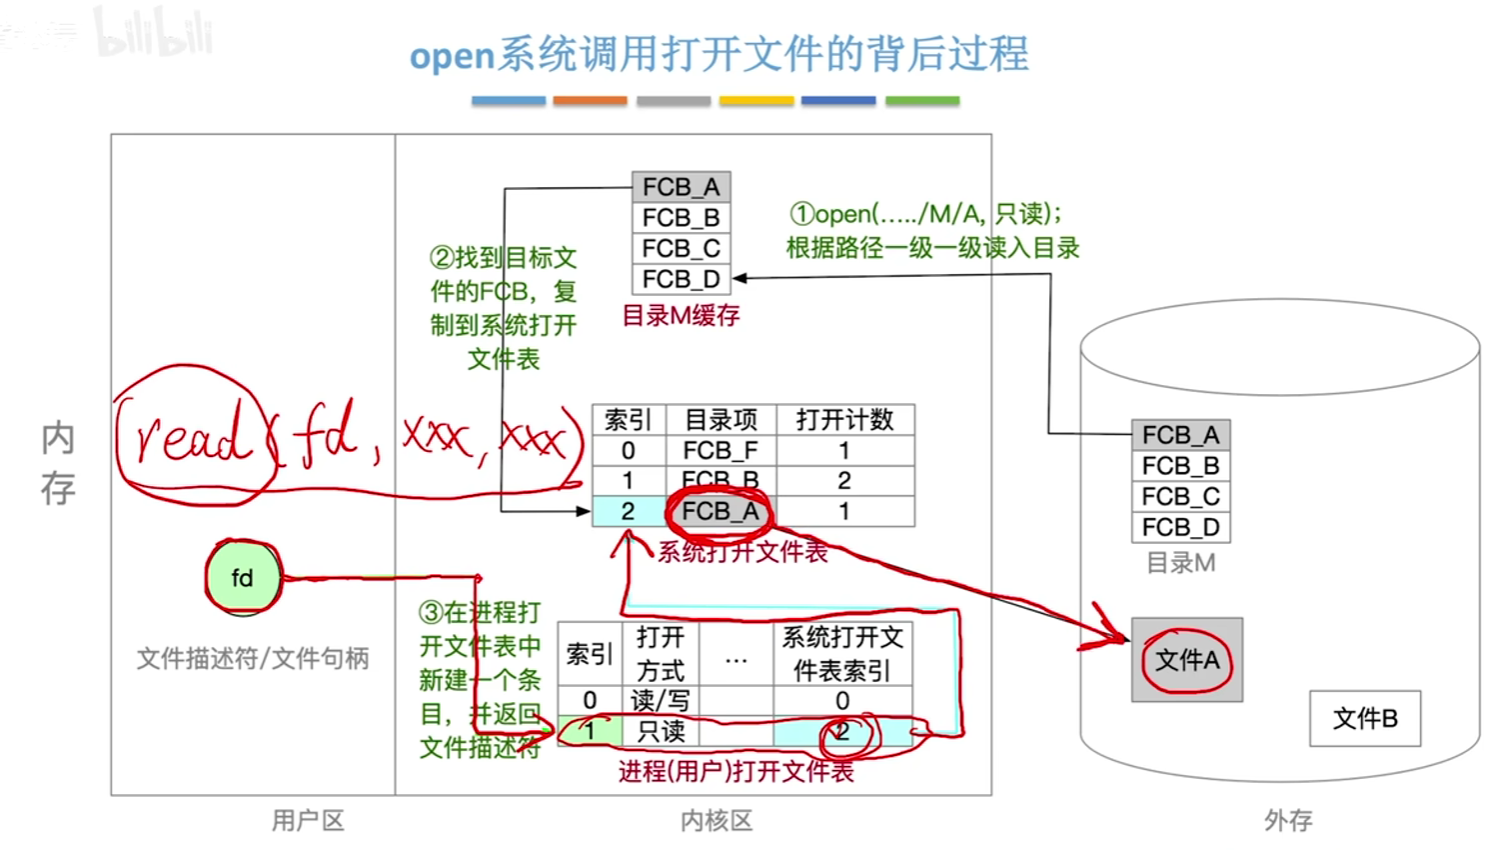 bilibili
open系统调用打开文件的背后过程
①open(...../M/A, 只读);
根据路径一级一级读入目录
FCB_A
FCB_B
FCB_C
FCB_D
目录M缓存
②找到目标文
件的FCB，复
制到系统打开
文件表
内存
read(fd, xxx, xxx)
索引 目录项 打开计数
0 FCB_F 1
1 FCB_B 2
2 FCB_A 1
系统打开文件表
fd
文件描述符/文件句柄
③在进程打
开文件表中
新建一个条
目，并返回
文件描述符
索引 打开方式 ... 系统打开文件表索引
0 读/写 0
1 只读 2
进程(用户)打开文件表
FCB_A
FCB_B
FCB_C
FCB_D
目录M
文件A
文件B
用户区
内核区
外存